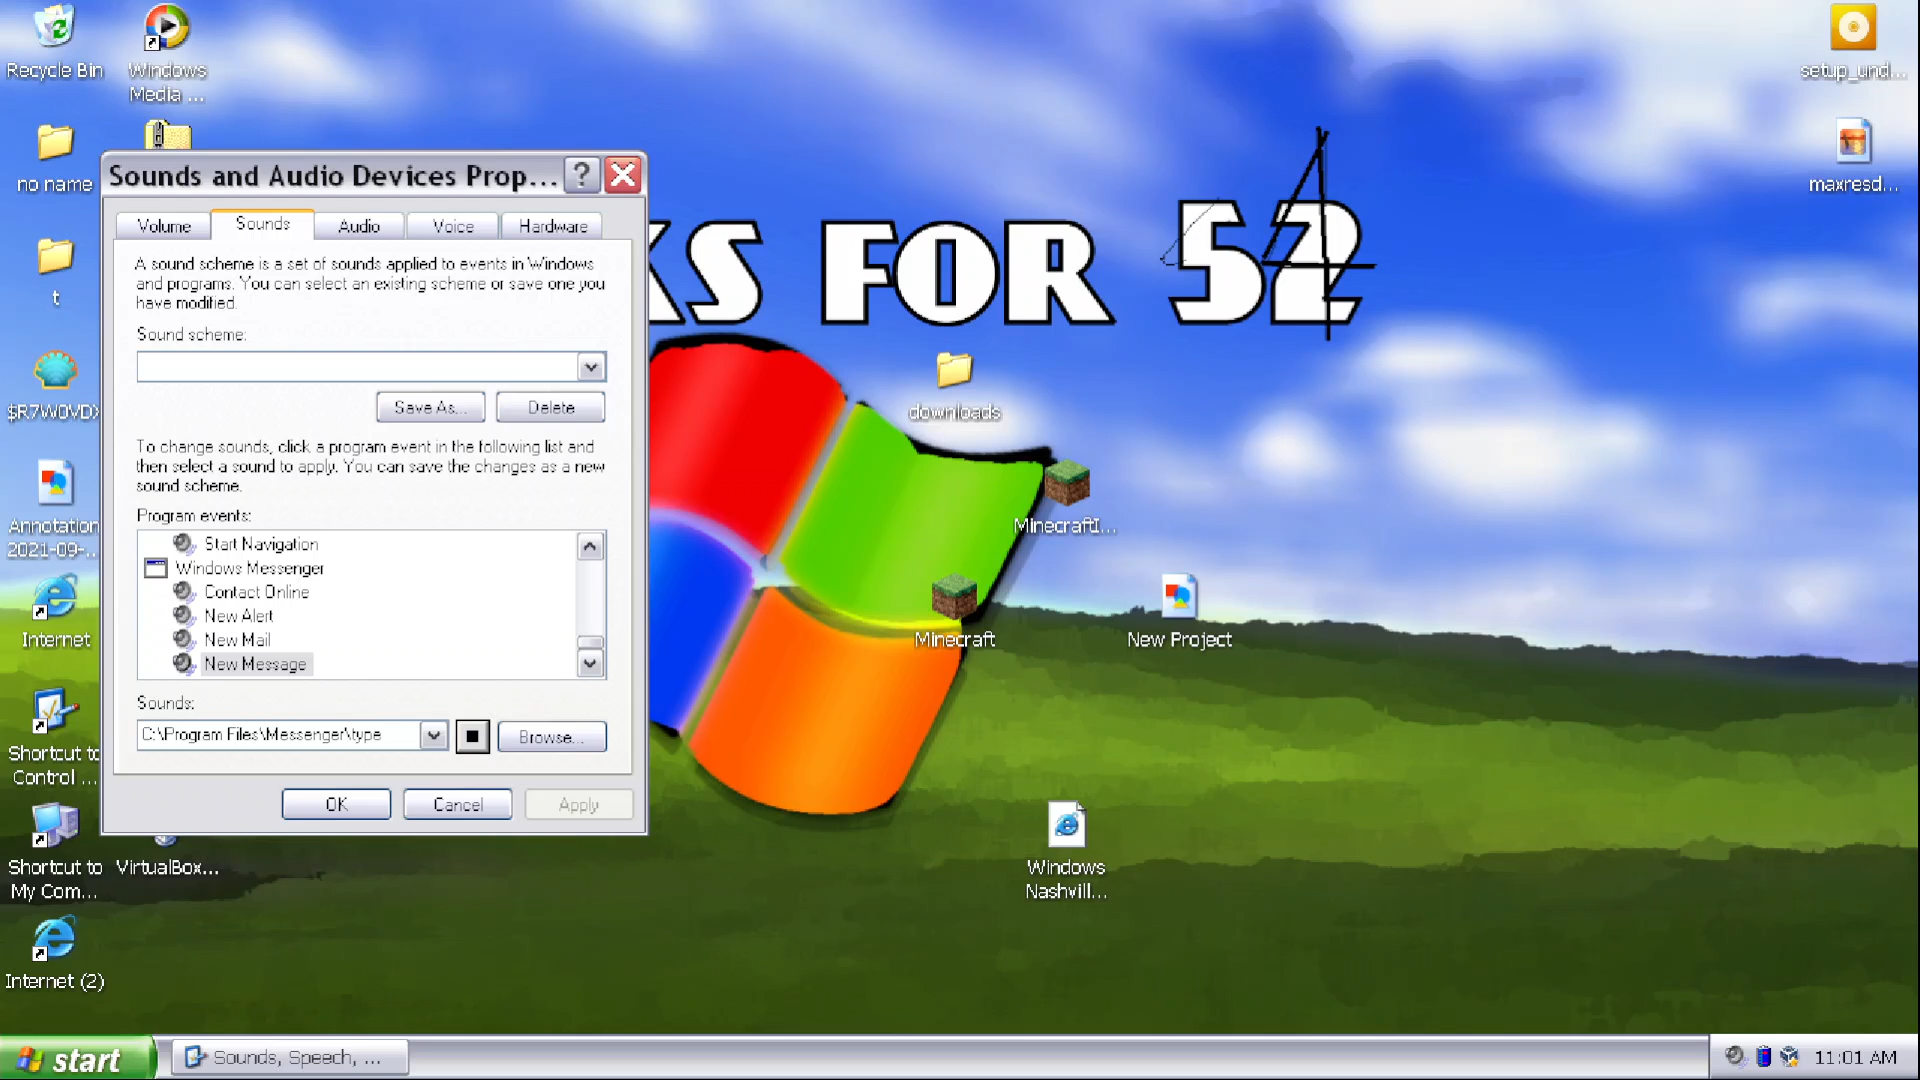 Recycle Bin
Windows
Media ...
no name
t
$R7W0VDX
Annotation
2021-09-...
Internet
Shortcut to
Control ...
Shortcut to
My Com...
VirtualBox...
Internet (2)
Sounds and Audio Devices Prop...
?
Volume
Sounds
Audio
Voice
Hardware
A sound scheme is a set of sounds applied to events in Windows
and programs. You can select an existing scheme or save one you
have modified.
Sound scheme:
Save As...
Delete
To change sounds, click a program event in the following list and
then select a sound to apply. You can save the changes as a new
sound scheme.
Program events:
Start Navigation
Windows Messenger
Contact Online
New Alert
New Mail
New Message
Sounds:
C:\Program Files\Messenger\type
Browse...
OK
Cancel
Apply
KS FOR 52
4
downloads
MinecraftI...
Minecraft
New Project
Windows
Nashvill...
setup_und...
maxresd...
start
Sounds, Speech, ...
11:01 AM